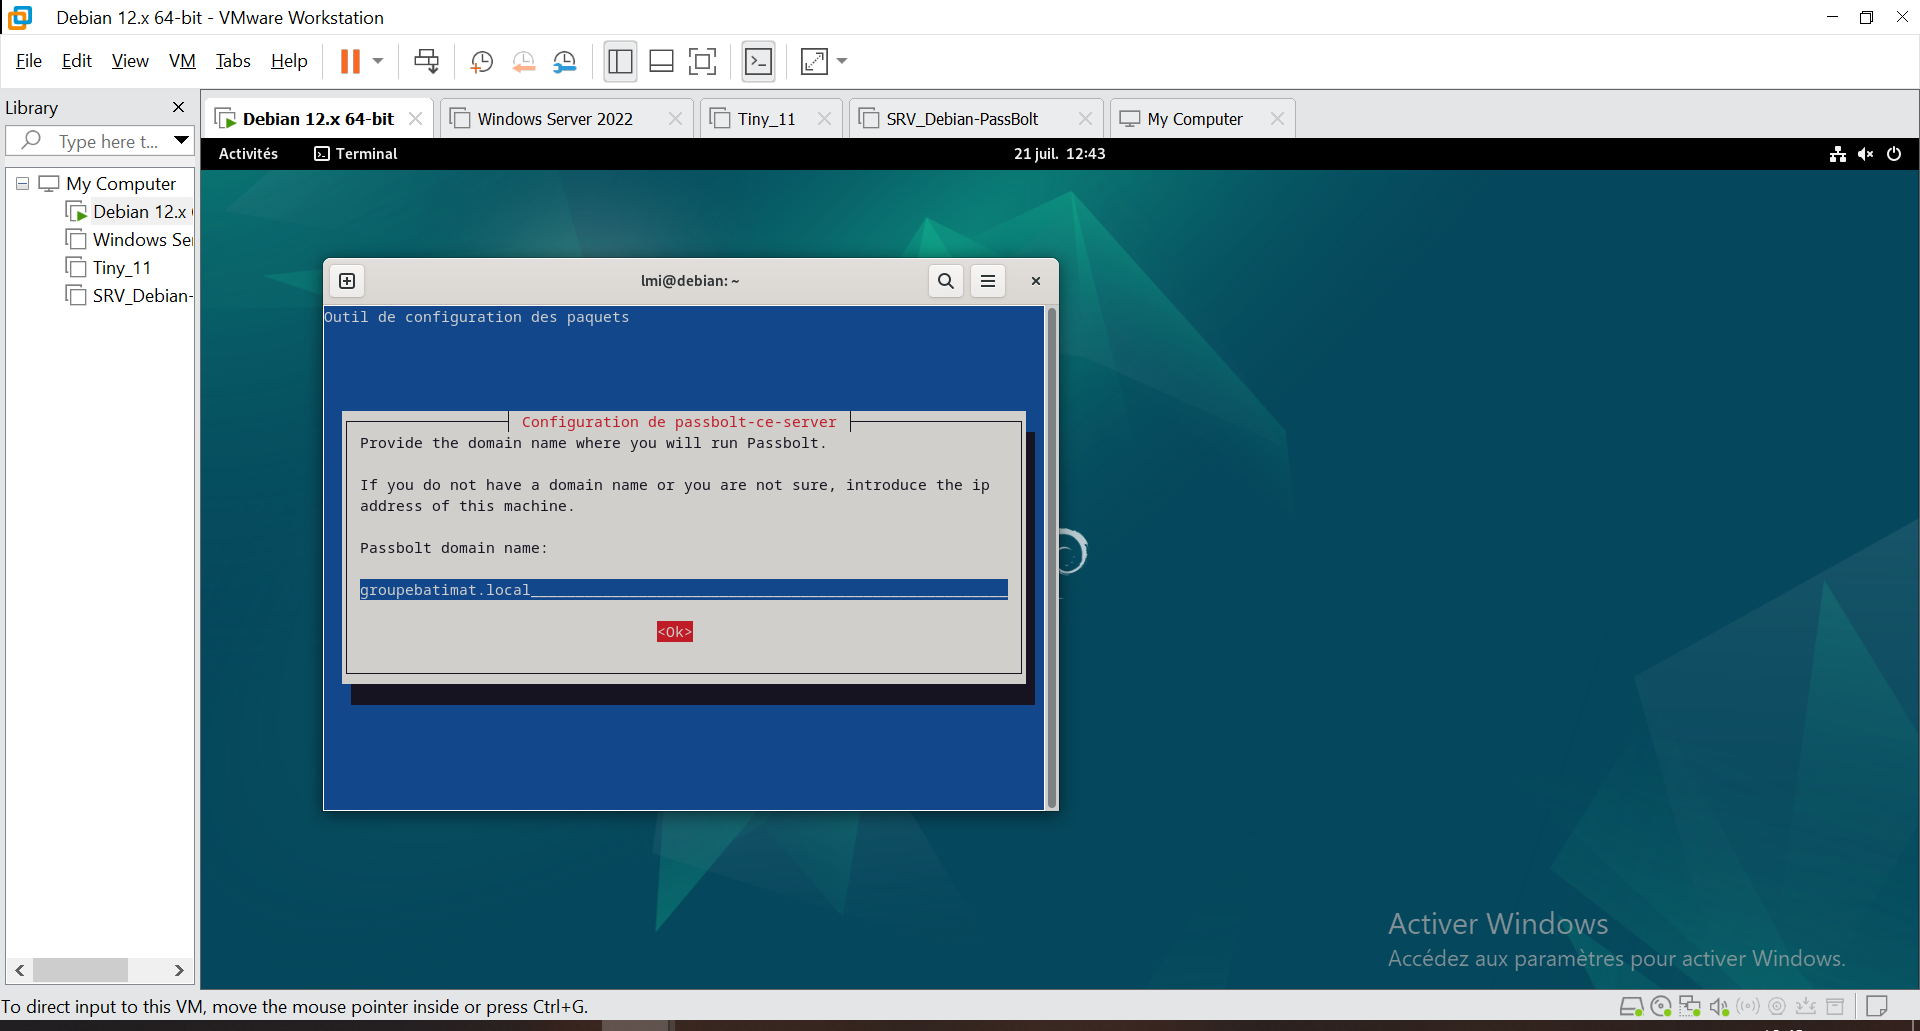 Debian 12.x 64-bit - VMware Workstation
File Edit View VM Tabs Help
Library
Type here t...
Debian 12.x 64-bit
Windows Server 2022
Tiny_11
SRV_Debian-PassBolt
My Computer
Activités
Terminal
21 juil. 12:43
My Computer
Debian 12.x
Windows Ser
Tiny_11
SRV_Debian-
lmi@debian: ~
Outil de configuration des paquets
Configuration de passbolt-ce-server
Provide the domain name where you will run Passbolt.
If you do not have a domain name or you are not sure, introduce the ip
address of this machine.
Passbolt domain name:
groupebatimat.local
<Ok>
Activer Windows
Accédez aux paramètres pour activer Windows.
To direct input to this VM, move the mouse pointer inside or press Ctrl+G.